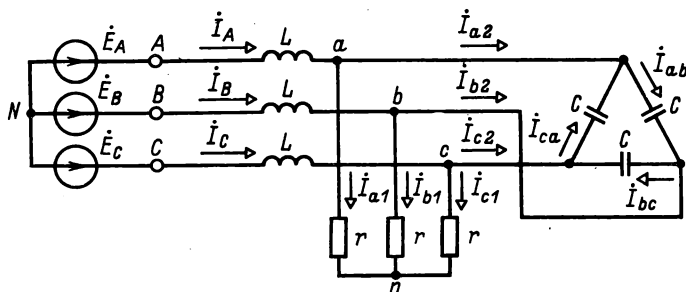 Ė_A A İ_A L a İ_a2
Ė_B B İ_B L b İ_b2 İ_ab
N
Ė_C C İ_C L c İ_c2 İ_ca C C C
İ_a1 İ_b1 İ_c1 İ_bc
r r r
n